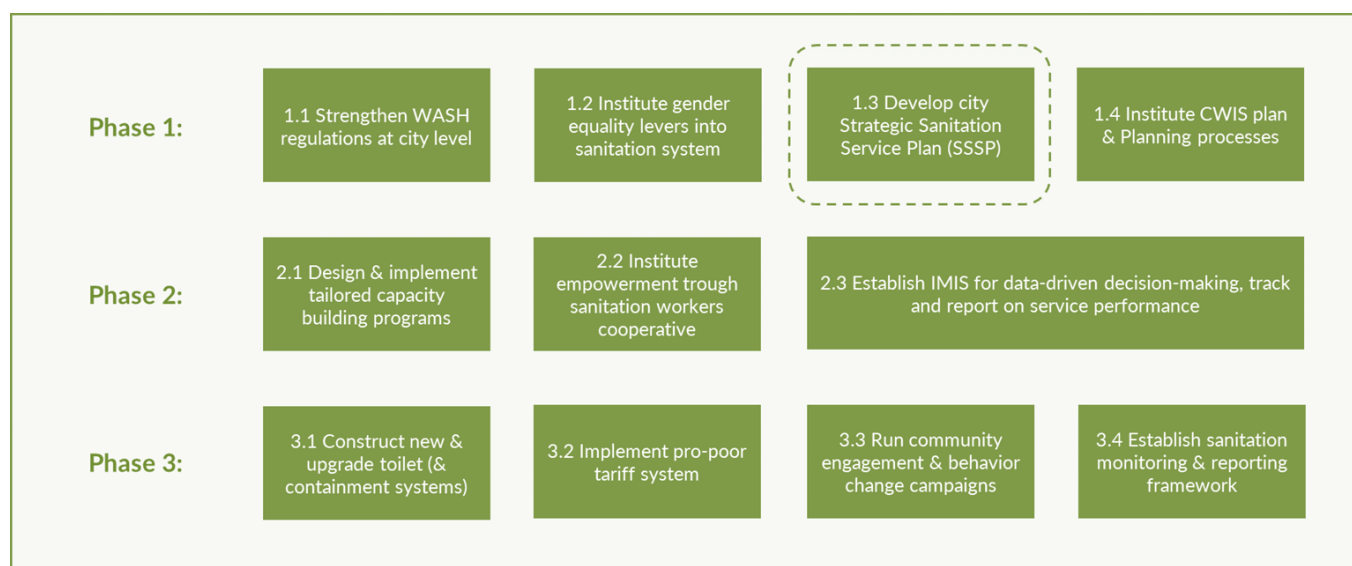 Phase 1:
1.1 Strengthen WASH
regulations at city level
1.2 Institute gender
equality levers into
sanitation system
1.3 Develop city
Strategic Sanitation
Service Plan (SSSP)
1.4 Institute CWIS plan
& Planning processes
Phase 2:
2.1 Design & implement
tailored capacity
building programs
2.2 Institute
empowerment trough
sanitation workers
cooperative
2.3 Establish IMIS for data-driven decision-making, track
and report on service performance
Phase 3:
3.1 Construct new &
upgrade toilet (&
containment systems)
3.2 Implement pro-poor
tariff system
3.3 Run community
engagement & behavior
change campaigns
3.4 Establish sanitation
monitoring & reporting
framework